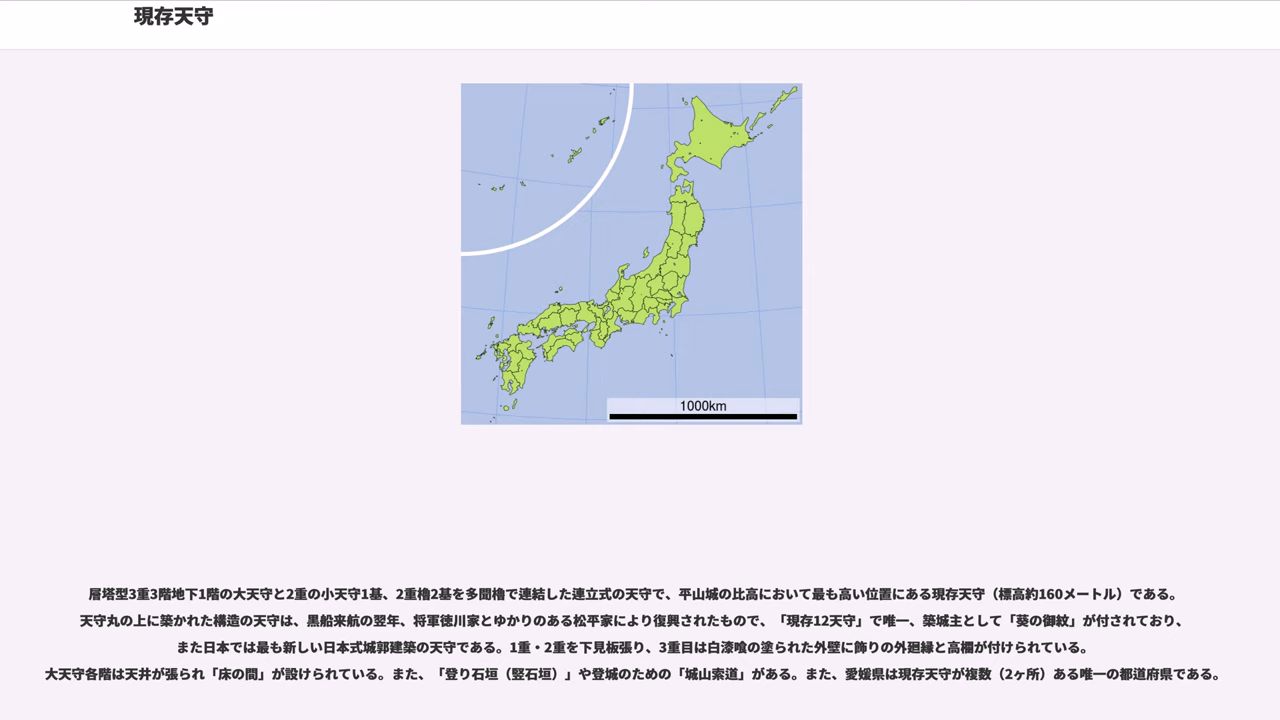 現存天守
1000km
層塔型3重3階地下1階の大天守と2重の小天守1基、2重櫓2基を多聞櫓で連結した連立式の天守で、平山城の比高において最も高い位置にある現存天守（標高約160メートル）である。
天守丸の上に築かれた構造の天守は、黒船来航の翌年、将軍徳川家とゆかりのある松平家により復興されたもので、「現存12天守」で唯一、築城主として「葵の御紋」が付されており、
また日本では最も新しい日本式城郭建築の天守である。1重・2重を下見板張り、3重目は白漆喰の塗られた外壁に飾りの外廻縁と高欄が付けられている。
大天守各階は天井が張られ「床の間」が設けられている。また、「登り石垣（竪石垣）」や登城のための「城山索道」がある。また、愛媛県は現存天守が複数（2ヶ所）ある唯一の都道府県である。